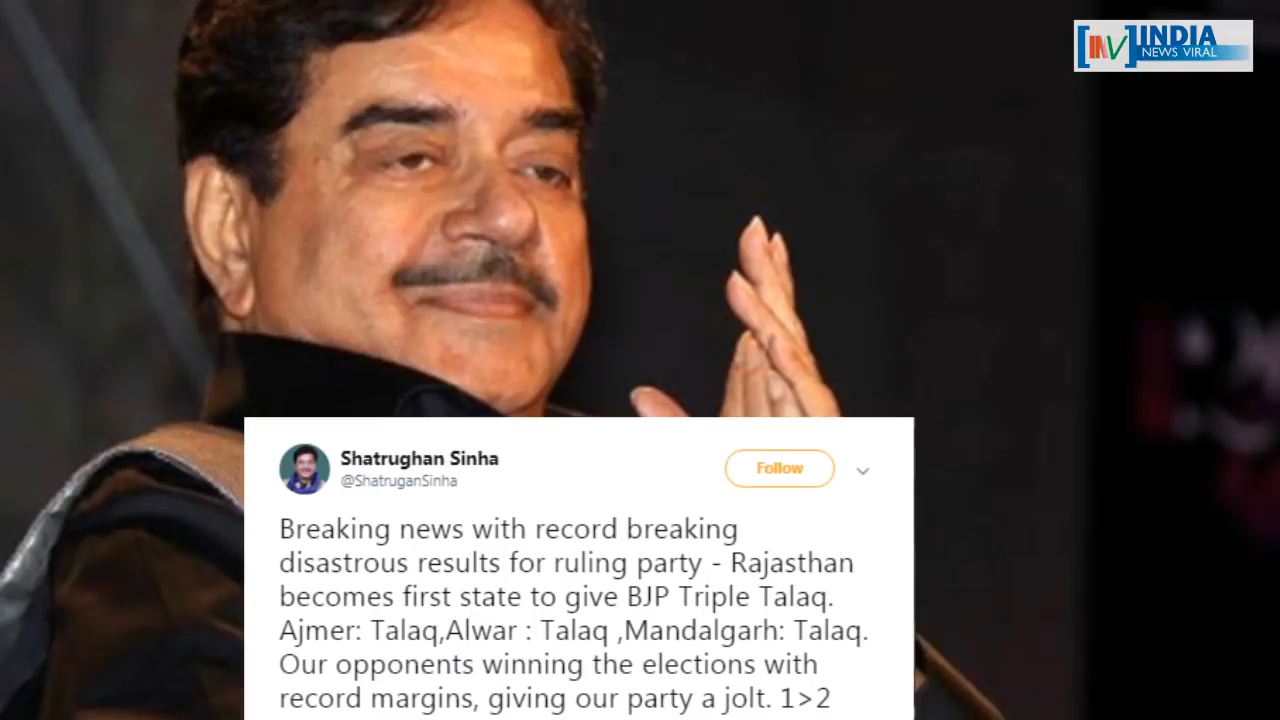 [INV] INDIA
NEWS VIRAL
Shatrughan Sinha
@ShatruganSinha
Follow
Breaking news with record breaking
disastrous results for ruling party - Rajasthan
becomes first state to give BJP Triple Talaq.
Ajmer: Talaq,Alwar : Talaq ,Mandalgarh: Talaq.
Our opponents winning the elections with
record margins, giving our party a jolt. 1>2